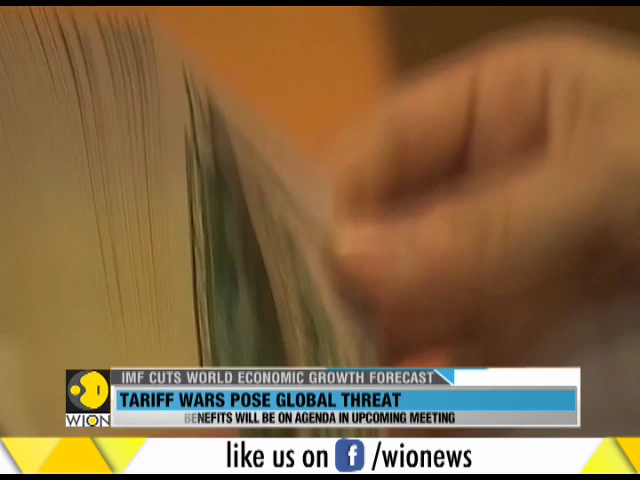 IMF CUTS WORLD ECONOMIC GROWTH FORECAST
TARIFF WARS POSE GLOBAL THREAT
BENEFITS WILL BE ON AGENDA IN UPCOMING MEETING
WION
like us on f /wionews